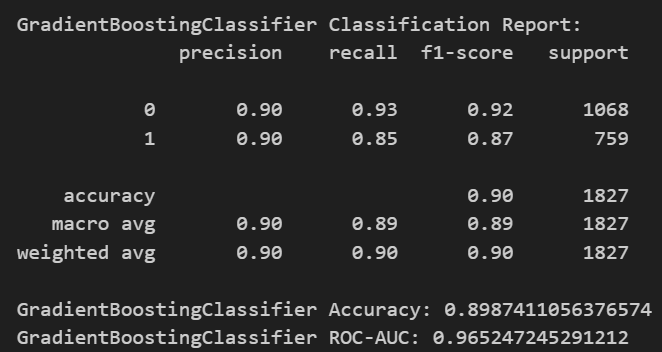 GradientBoostingClassifier Classification Report:
precision recall f1-score support
0 0.90 0.93 0.92 1068
1 0.90 0.85 0.87 759
accuracy 0.90 1827
macro avg 0.90 0.89 0.89 1827
weighted avg 0.90 0.90 0.90 1827
GradientBoostingClassifier Accuracy: 0.8987411056376574
GradientBoostingClassifier ROC-AUC: 0.965247245291212